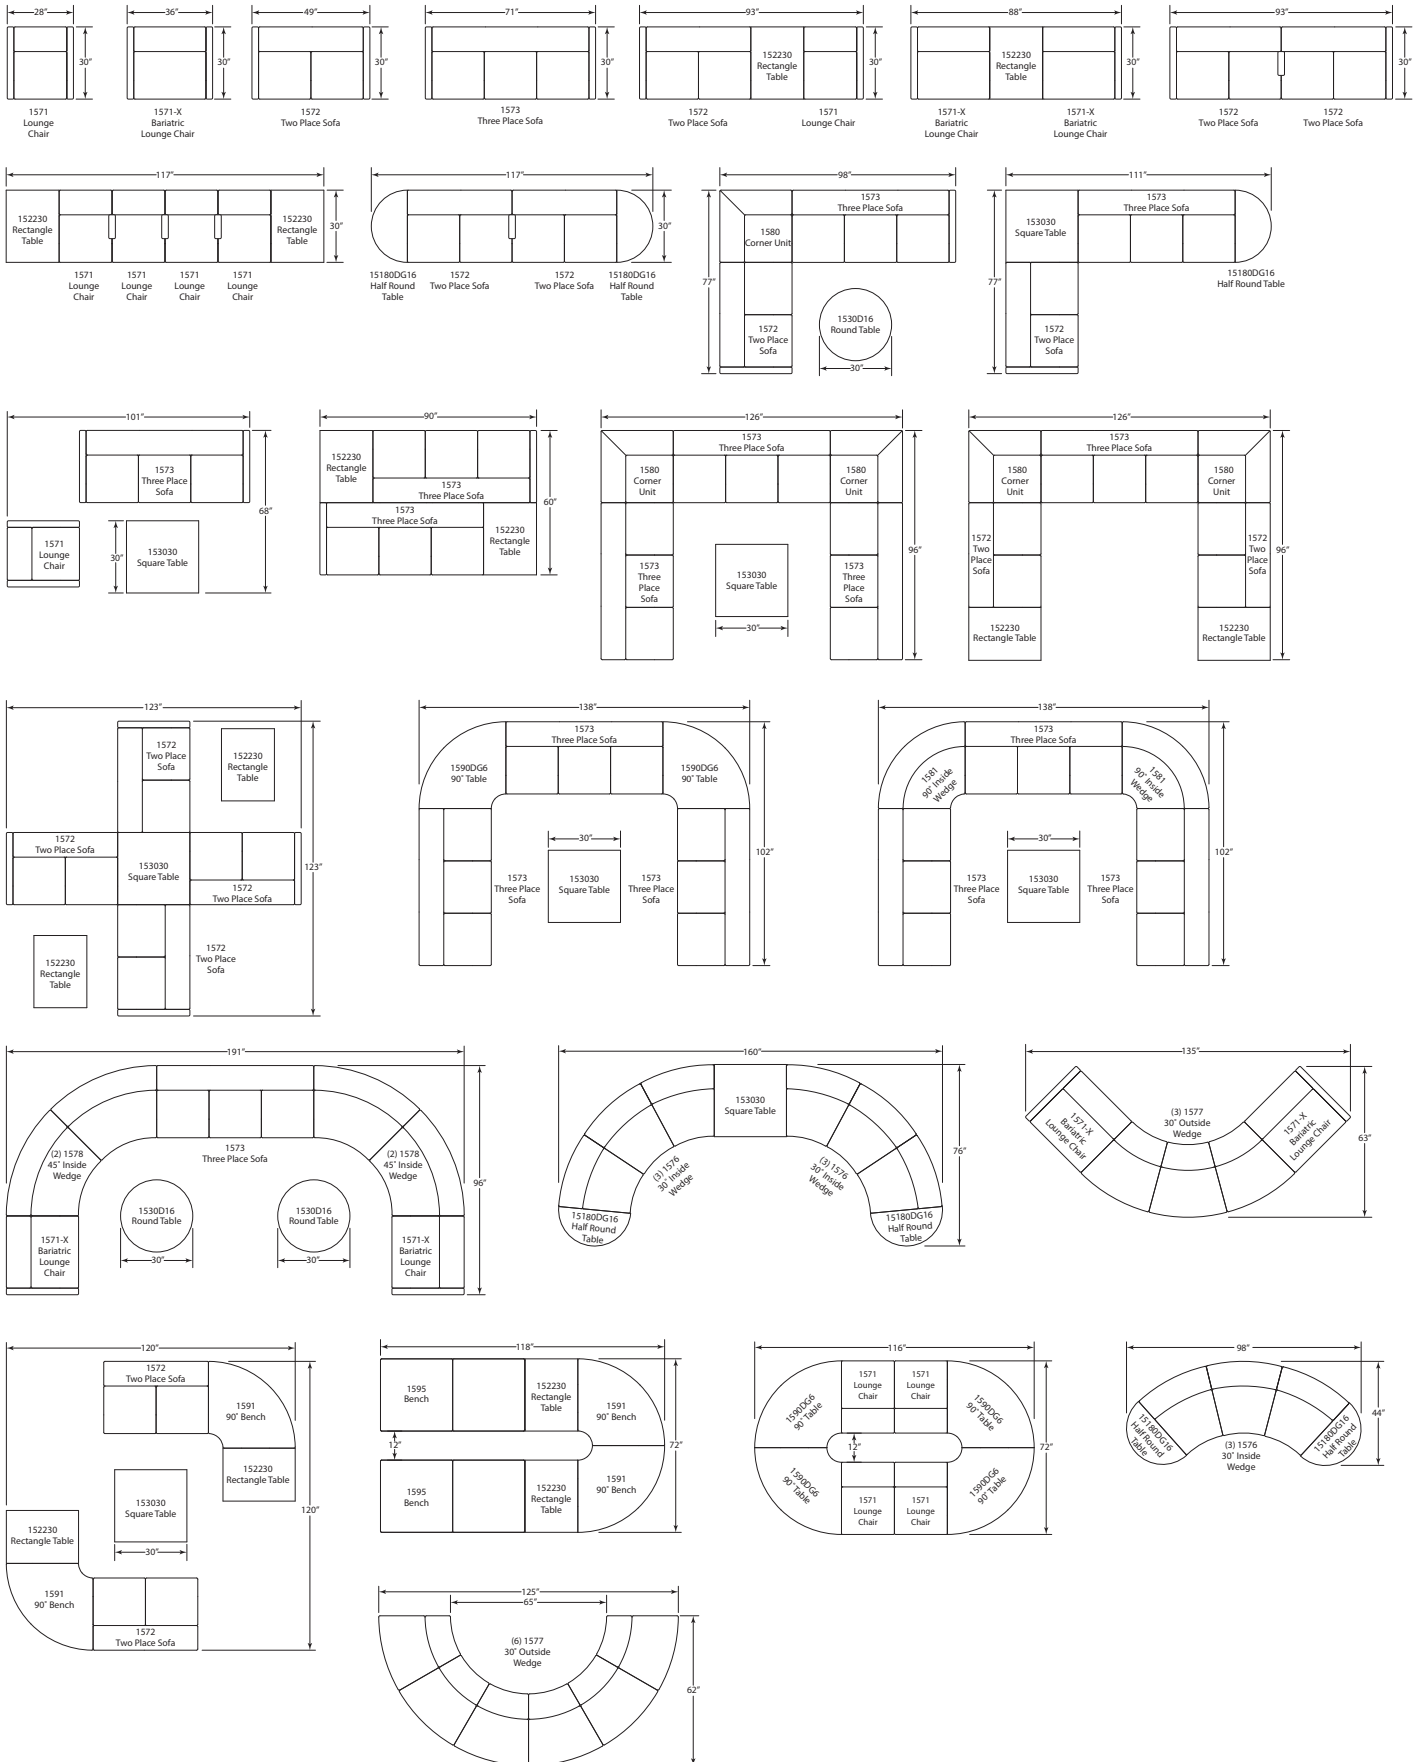 28"
30"
1571
Lounge
Chair
36"
30"
1571-X
Bariatric
Lounge Chair
49"
30"
1572
Two Place Sofa
71"
30"
1573
Three Place Sofa
93"
152230
Rectangle
Table
30"
1572
Two Place Sofa
1571
Lounge Chair
88"
152230
Rectangle
Table
30"
1571-X
Bariatric
Lounge Chair
1571-X
Bariatric
Lounge Chair
93"
30"
1572
Two Place Sofa
1572
Two Place Sofa
117"
152230
Rectangle
Table
152230
Rectangle
Table
30"
1571
Lounge
Chair
1571
Lounge
Chair
1571
Lounge
Chair
1571
Lounge
Chair
117"
30"
15180DG16
Half Round
Table
1572
Two Place Sofa
1572
Two Place Sofa
15180DG16
Half Round
Table
98"
1573
Three Place Sofa
1580
Corner Unit
77"
1572
Two Place
Sofa
1530D16
Round Table
30"
111"
153030
Square Table
1573
Three Place Sofa
15180DG16
Half Round Table
77"
1572
Two Place
Sofa
101"
1573
Three Place
Sofa
68"
1571
Lounge
Chair
30"
153030
Square Table
90"
152230
Rectangle
Table
1573
Three Place Sofa
60"
1573
Three Place Sofa
152230
Rectangle
Table
126"
1573
Three Place Sofa
1580
Corner
Unit
1580
Corner
Unit
96"
1573
Three
Place
Sofa
153030
Square Table
30"
1573
Three
Place
Sofa
126"
1573
Three Place Sofa
1580
Corner
Unit
1580
Corner
Unit
1572
Two
Place
Sofa
1572
Two
Place
Sofa
96"
152230
Rectangle Table
152230
Rectangle Table
123"
1572
Two Place
Sofa
152230
Rectangle
Table
1572
Two Place Sofa
153030
Square Table
1572
Two Place Sofa
123"
152230
Rectangle
Table
1572
Two Place
Sofa
138"
1573
Three Place Sofa
1590DG6
90˚ Table
1590DG6
90˚ Table
30"
153030
Square Table
1573
Three Place
Sofa
1573
Three Place
Sofa
102"
138"
1573
Three Place Sofa
1581
90˚ Inside
Wedge
1581
90˚ Inside
Wedge
30"
153030
Square Table
1573
Three Place
Sofa
1573
Three Place
Sofa
102"
191"
(2) 1578
45˚ Inside
Wedge
1573
Three Place Sofa
(2) 1578
45˚ Inside
Wedge
96"
1530D16
Round Table
30"
1530D16
Round Table
30"
1571-X
Bariatric
Lounge
Chair
1571-X
Bariatric
Lounge
Chair
160"
153030
Square Table
(3) 1576
30˚ Inside
Wedge
(3) 1576
30˚ Inside
Wedge
76"
15180DG16
Half Round
Table
15180DG16
Half Round
Table
135"
1571-X
Bariatric
Lounge Chair
(3) 1577
30˚ Outside
Wedge
1571-X
Bariatric
Lounge Chair
63"
120"
1572
Two Place Sofa
1591
90˚ Bench
152230
Rectangle Table
153030
Square Table
30"
120"
152230
Rectangle Table
1591
90˚ Bench
1572
Two Place Sofa
118"
1595
Bench
152230
Rectangle
Table
1591
90˚ Bench
12"
72"
1595
Bench
152230
Rectangle
Table
1591
90˚ Bench
116"
1590DG6
90˚ Table
1571
Lounge
Chair
1571
Lounge
Chair
1590DG6
90˚ Table
12"
72"
1590DG6
90˚ Table
1571
Lounge
Chair
1571
Lounge
Chair
1590DG6
90˚ Table
98"
15180DG16
Half Round
Table
(3) 1576
30˚ Inside
Wedge
15180DG16
Half Round
Table
44"
125"
65"
(6) 1577
30˚ Outside
Wedge
62"